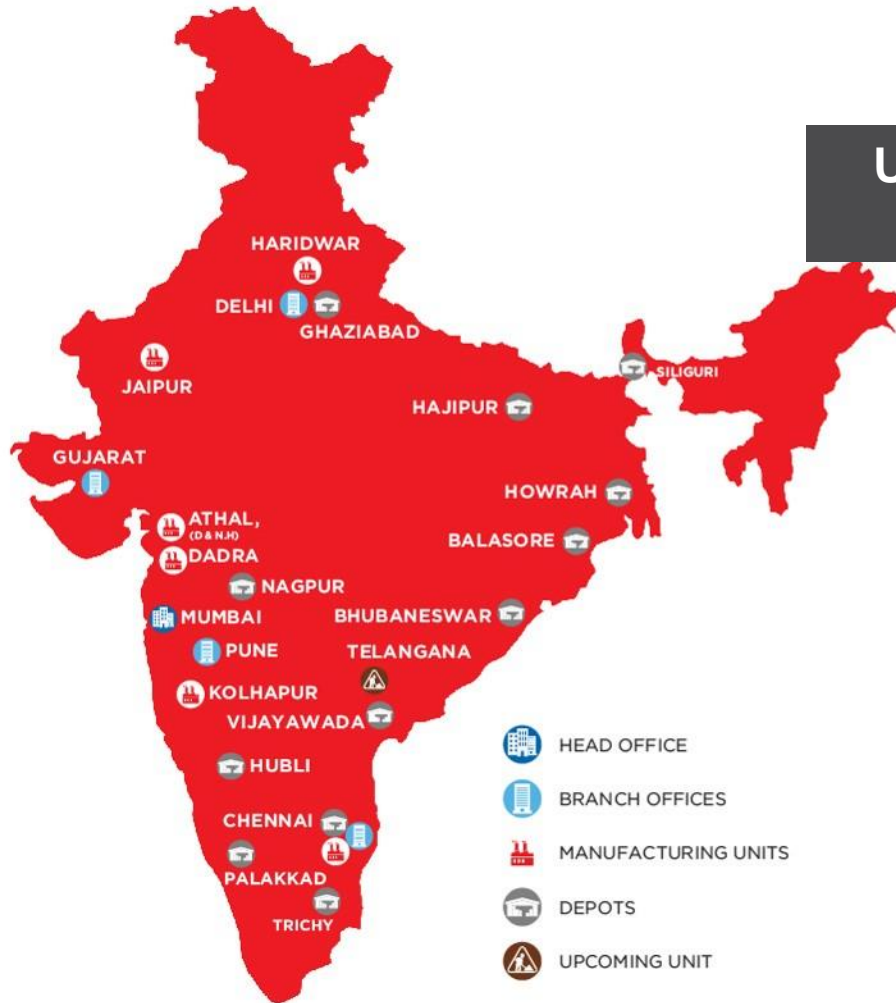 U
HARIDWAR
DELHI
GHAZIABAD
JAIPUR
SILIGURI
HAJIPUR
GUJARAT
HOWRAH
ATHAL,
(D & N.H)
BALASORE
DADRA
NAGPUR
MUMBAI
BHUBANESWAR
PUNE
TELANGANA
KOLHAPUR
VIJAYAWADA
HUBLI
CHENNAI
PALAKKAD
TRICHY
HEAD OFFICE
BRANCH OFFICES
MANUFACTURING UNITS
DEPOTS
UPCOMING UNIT